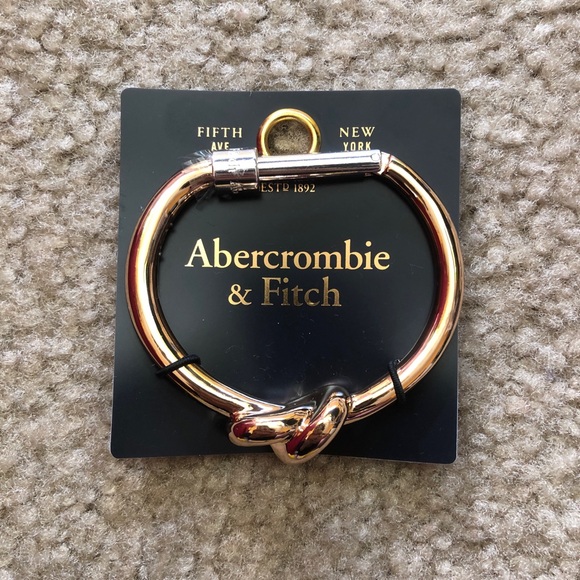 FIFTH NEW
AVE YORK
ESTD 1892
Abercrombie
& Fitch